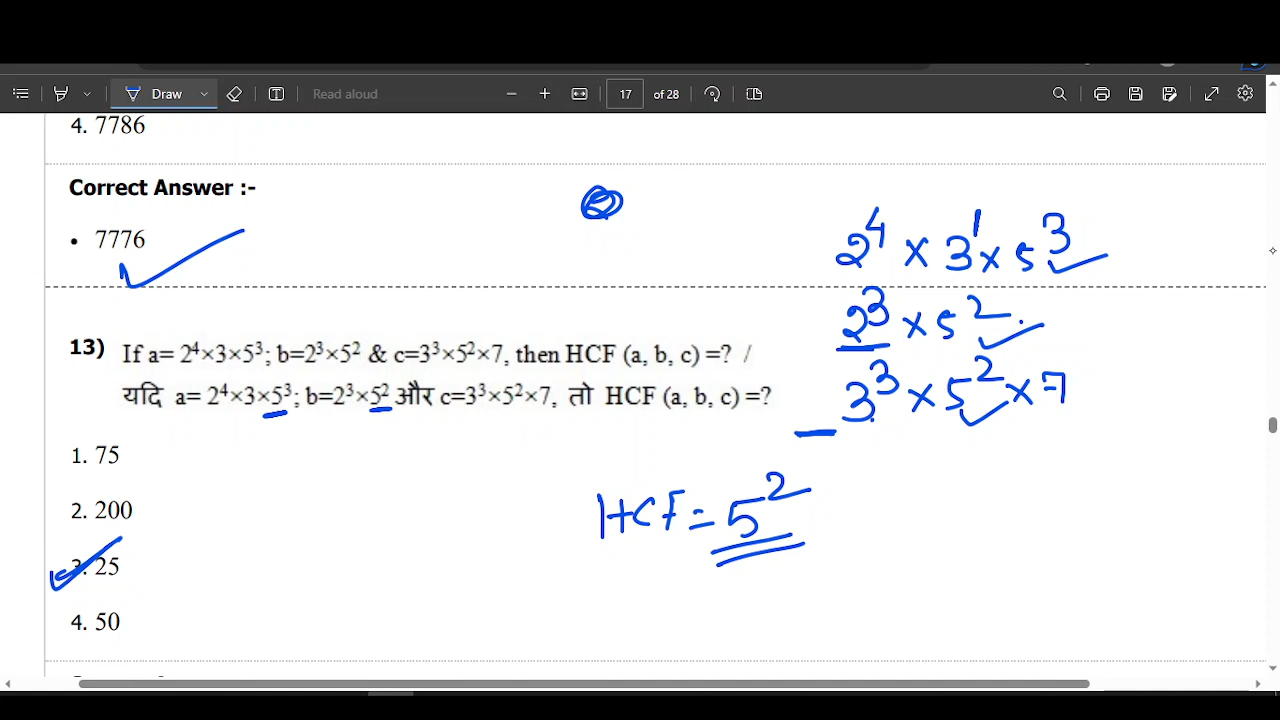 Draw
Read aloud
17 of 28
4. 7786
Correct Answer :-
• 7776
2⁴ × 3¹ × 5³
2³ × 5²
3³ × 5² × 7
13) If a= 2⁴×3×5³; b=2³×5² & c=3³×5²×7, then HCF (a, b, c) =? /
यदि a= 2⁴×3×5³; b=2³×5² और c=3³×5²×7, तो HCF (a, b, c) =?
1. 75
2. 200
HCF = 5²
3. 25
4. 50